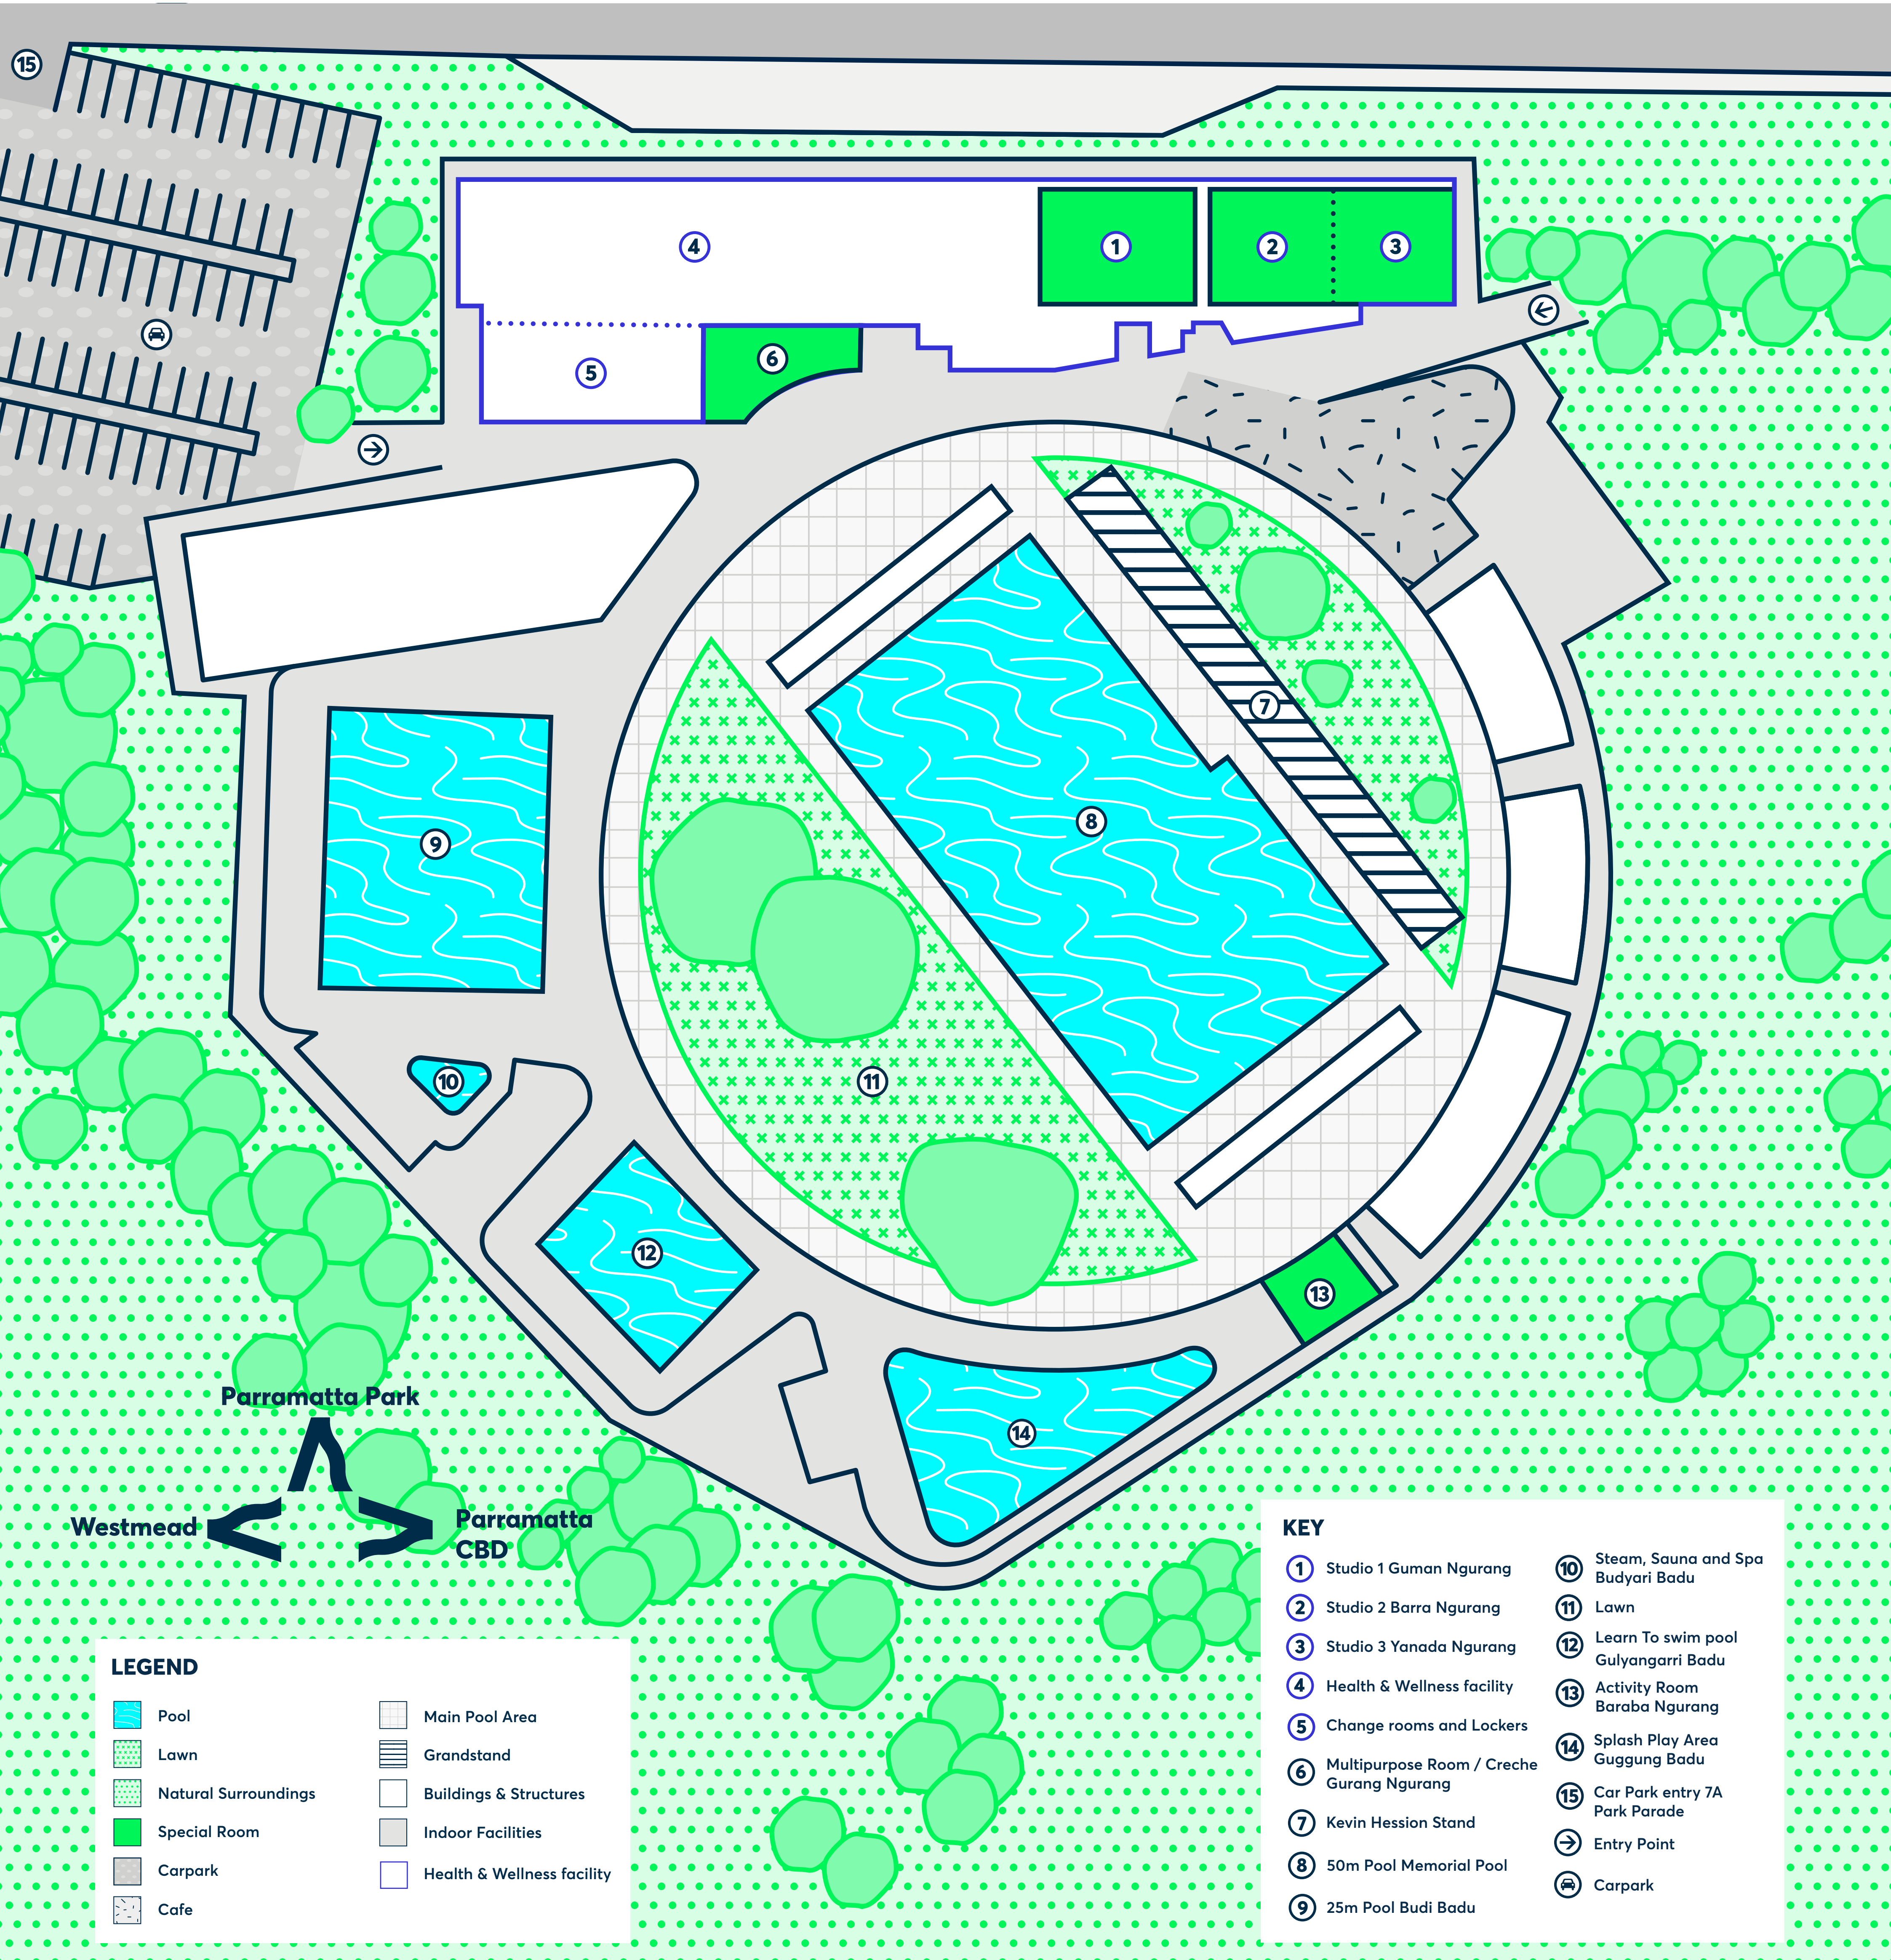 15
4
1
2
3
5
6
7
8
9
10
11
12
13
14
Parramatta Park
Westmead
Parramatta
CBD
LEGEND
Pool
Lawn
Natural Surroundings
Special Room
Carpark
Cafe
Main Pool Area
Grandstand
Buildings & Structures
Indoor Facilities
Health & Wellness facility
KEY
1 Studio 1 Guman Ngurang
2 Studio 2 Barra Ngurang
3 Studio 3 Yanada Ngurang
4 Health & Wellness facility
5 Change rooms and Lockers
6 Multipurpose Room / Creche
Gurang Ngurang
7 Kevin Hession Stand
8 50m Pool Memorial Pool
9 25m Pool Budi Badu
10 Steam, Sauna and Spa
Budyari Badu
11 Lawn
12 Learn To swim pool
Gulyangarri Badu
13 Activity Room
Baraba Ngurang
14 Splash Play Area
Guggung Badu
15 Car Park entry 7A
Park Parade
Entry Point
Carpark